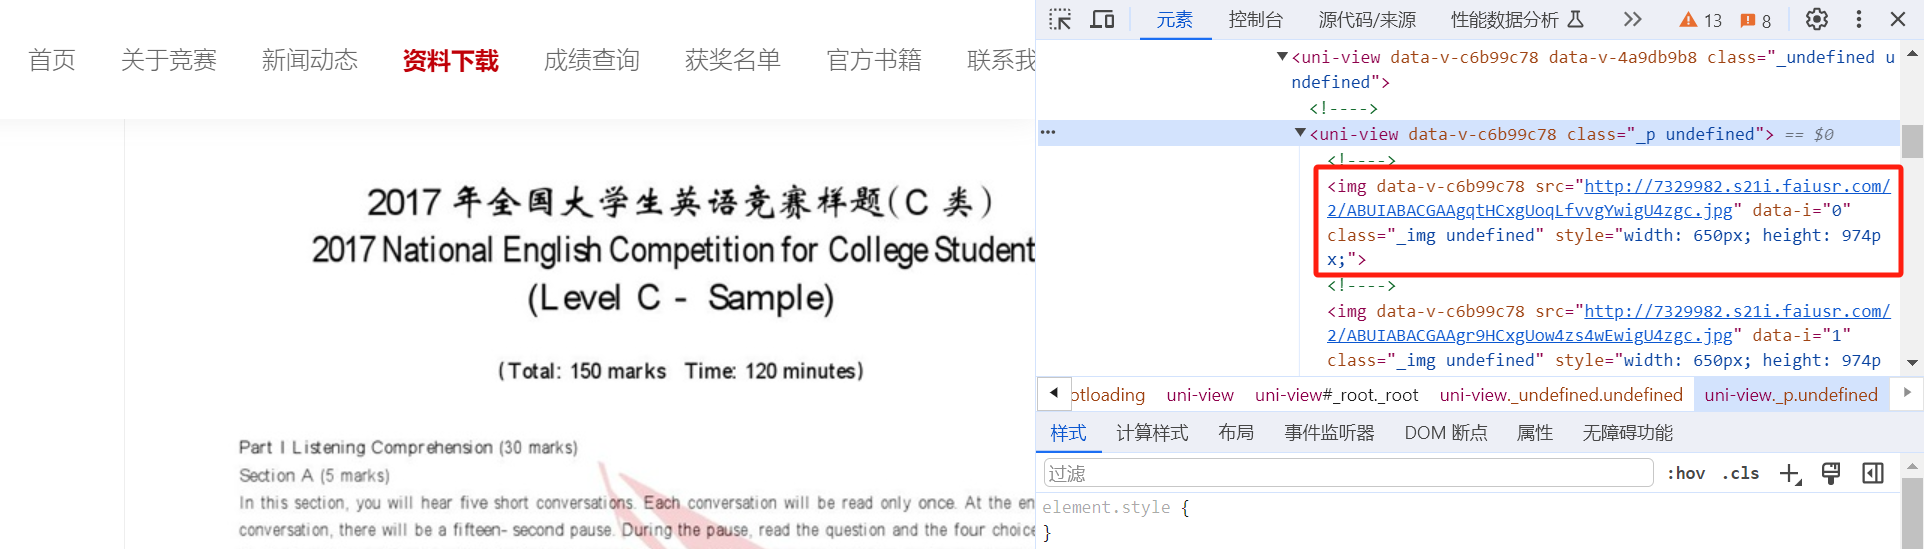 首页 关于竞赛 新闻动态 资料下载 成绩查询 获奖名单 官方书籍 联系我
2017 年全国大学生英语竞赛样题(C 类)
2017 National English Competition for College Student
(Level C - Sample)
(Total: 150 marks Time: 120 minutes)
Part I Listening Comprehension (30 marks)
Section A (5 marks)
In this section, you will hear five short conversations. Each conversation will be read only once. At the en
conversation, there will be a fifteen- second pause. During the pause, read the question and the four choice
元素 控制台 源代码/来源 性能数据分析 13 8
<uni-view data-v-c6b99c78 data-v-4a9db9b8 class="_undefined u
ndefined">
<!---->
<uni-view data-v-c6b99c78 class="_p undefined"> == $0
<!---->
<img data-v-c6b99c78 src="http://7329982.s21i.faiusr.com/
2/ABUIABACGAAgqtHCxgUoqLfvvgYwigU4zgc.jpg" data-i="0"
class="_img undefined" style="width: 650px; height: 974p
x;">
<!---->
<img data-v-c6b99c78 src="http://7329982.s21i.faiusr.com/
2/ABUIABACGAAgr9HCxgUow4zs4wEwigU4zgc.jpg" data-i="1"
class="_img undefined" style="width: 650px; height: 974p
otloading uni-view uni-view#_root._root uni-view._undefined.undefined uni-view._p.undefined
样式 计算样式 布局 事件监听器 DOM 断点 属性 无障碍功能
过滤 :hov .cls
element.style {
}